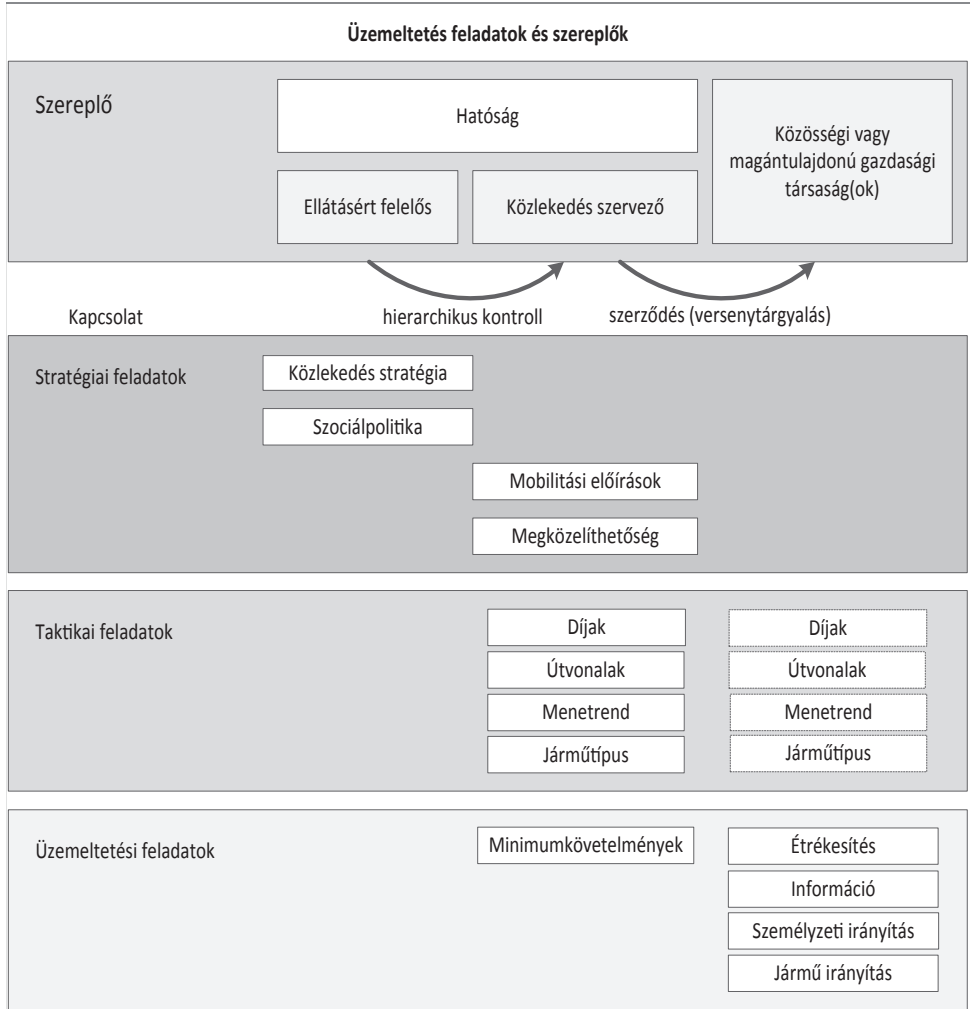 Üzemeltetés feladatok és szereplők
Szereplő
Hatóság
Közösségi vagy
magántulajdonú gazdasági
társaság(ok)
Ellátásért felelős
Közlekedés szervező
Kapcsolat
hierarchikus kontroll
szerződés (versenytárgyalás)
Stratégiai feladatok
Közlekedés stratégia
Szociálpolitika
Mobilitási előírások
Megközelíthetőség
Taktikai feladatok
Díjak
Díjak
Útvonalak
Útvonalak
Menetrend
Menetrend
Járműtípus
Járműtípus
Üzemeltetési feladatok
Minimumkövetelmények
Étrékesítés
Információ
Személyzeti irányítás
Jármű irányítás